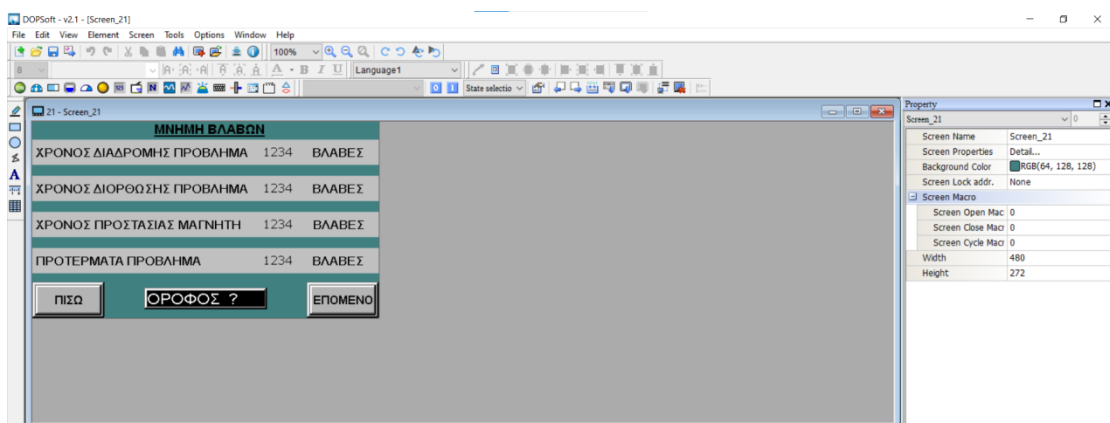 DOPSoft - v2.1 - [Screen_21]
File Edit View Element Screen Tools Options Window Help
100%
8 A B I U Language1
State selectio
21 - Screen_21
ΜΝΗΜΗ ΒΛΑΒΩΝ
ΧΡΟΝΟΣ ΔΙΑΔΡΟΜΗΣ ΠΡΟΒΛΗΜΑ 1234 ΒΛΑΒΕΣ
ΧΡΟΝΟΣ ΔΙΟΡΘΩΣΗΣ ΠΡΟΒΛΗΜΑ 1234 ΒΛΑΒΕΣ
ΧΡΟΝΟΣ ΠΡΟΣΤΑΣΙΑΣ ΜΑΓΝΗΤΗ 1234 ΒΛΑΒΕΣ
ΠΡΟΤΕΡΜΑΤΑ ΠΡΟΒΛΗΜΑ 1234 ΒΛΑΒΕΣ
ΠΙΣΩ ΟΡΟΦΟΣ ? ΕΠΟΜΕΝΟ
Property
Screen_21 0
Screen Name Screen_21
Screen Properties Detail...
Background Color RGB(64, 128, 128)
Screen Lock addr. None
Screen Macro
Screen Open Mac 0
Screen Close Macr 0
Screen Cycle Macr 0
Width 480
Height 272